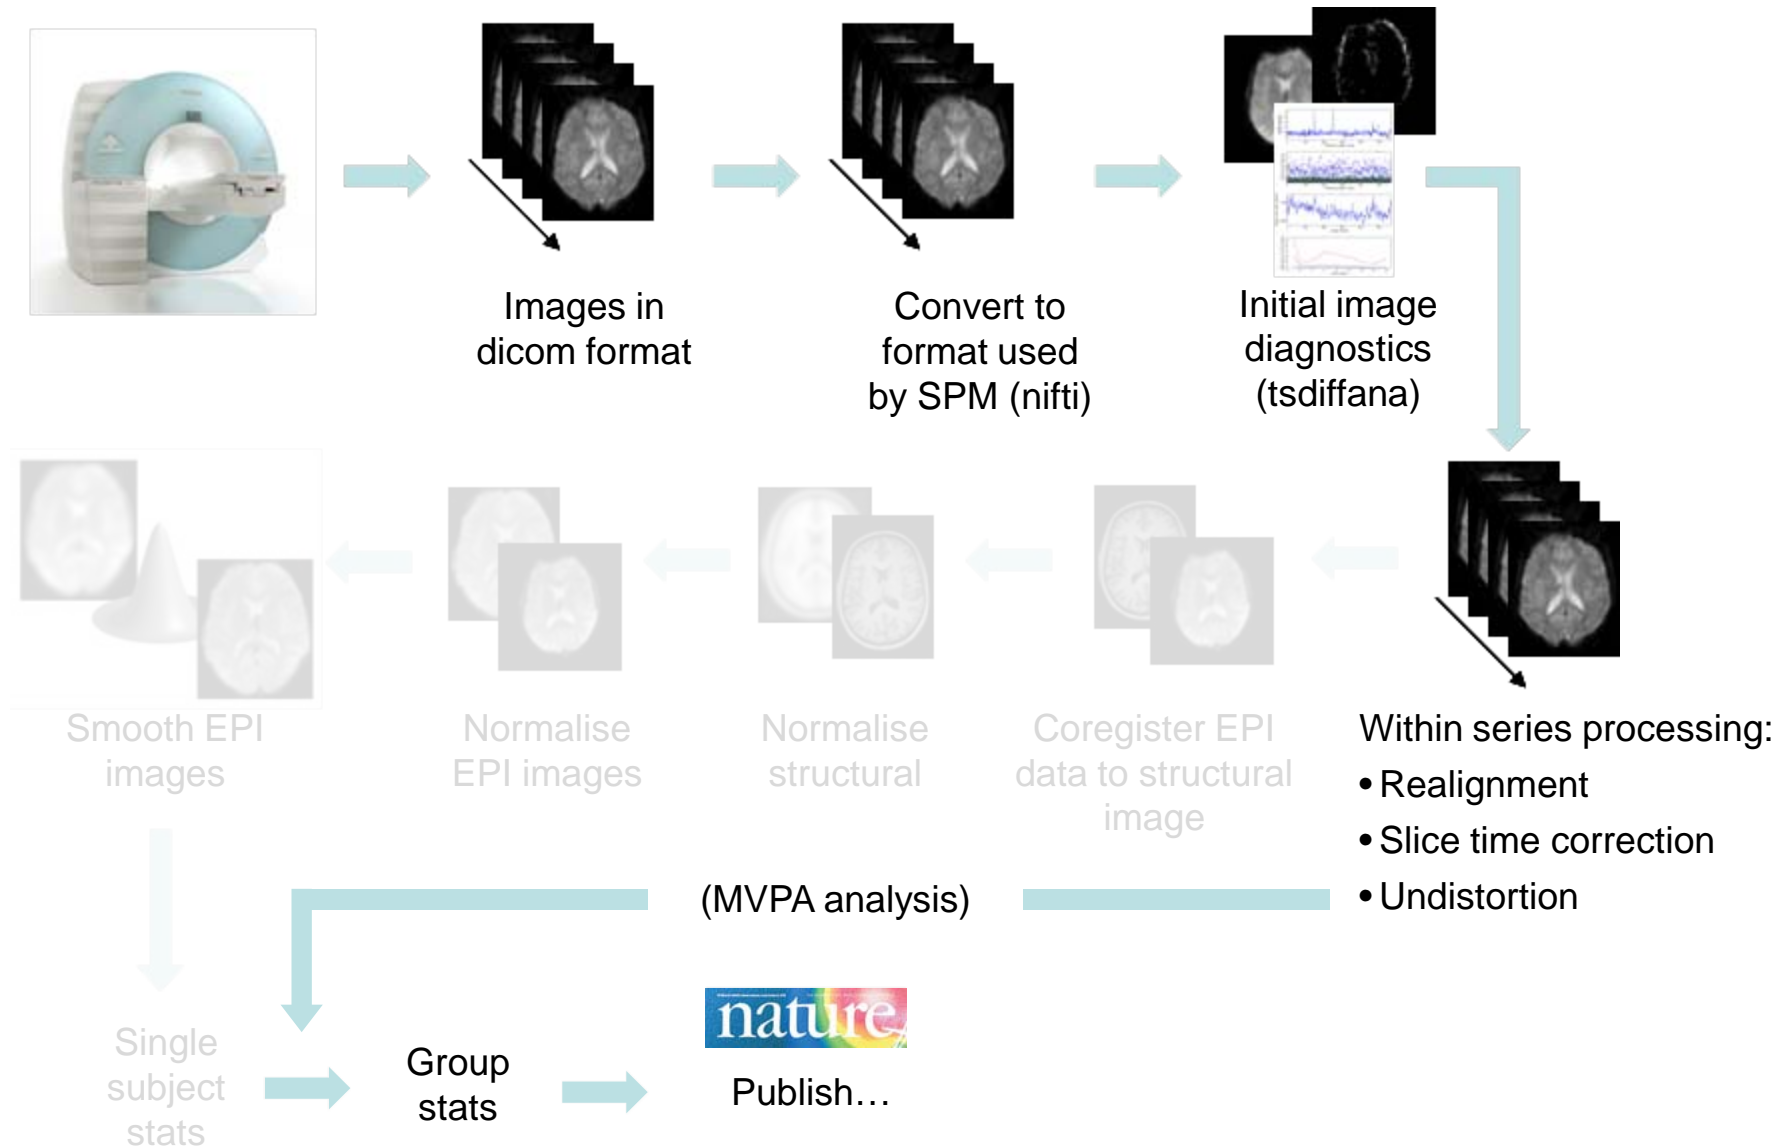 Images in
dicom format
Convert to
format used
by SPM (nifti)
Initial image
diagnostics
(tsdiffana)
Smooth EPI
images
Normalise
EPI images
Normalise
structural
Coregister EPI
data to structural
image
Within series processing:
•Realignment
•Slice time correction
•Undistortion
(MVPA analysis)
Single
subject
stats
Group
stats
nature
Publish…